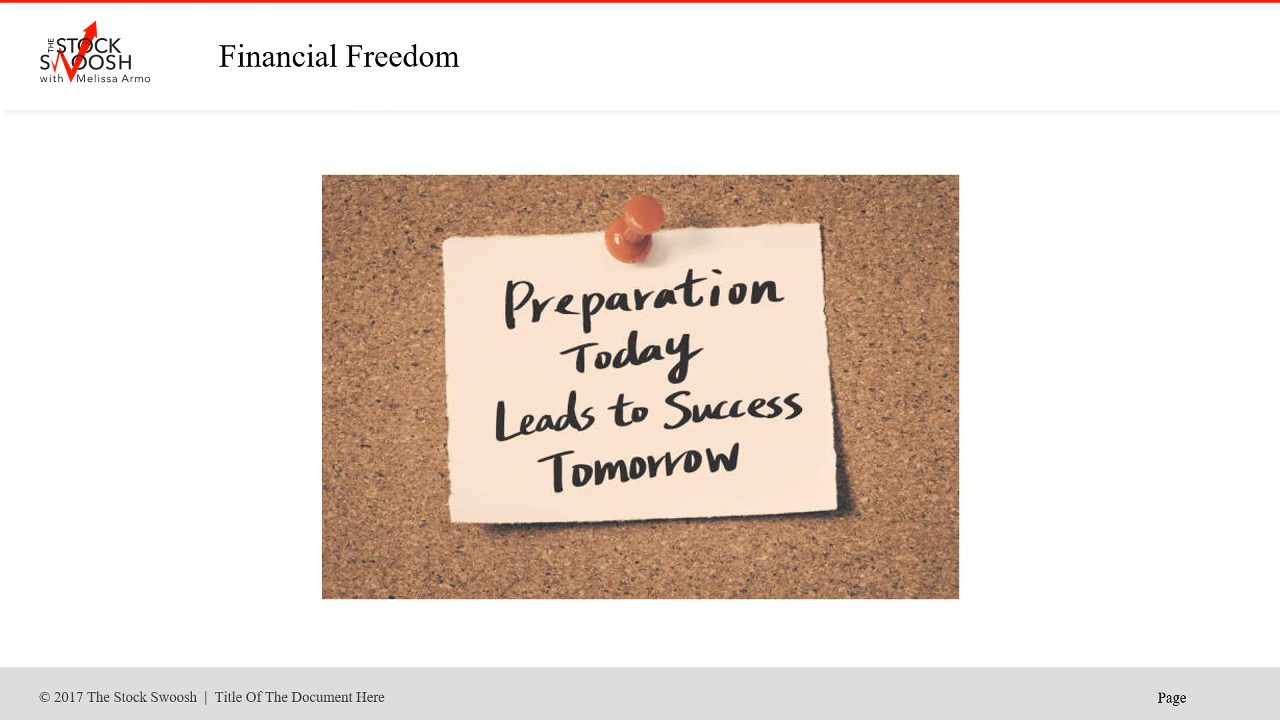 THE STOCK
SWOOSH
with Melissa Armo
Financial Freedom
Preparation
Today
Leads to Success
Tomorrow
© 2017 The Stock Swoosh | Title Of The Document Here
Page